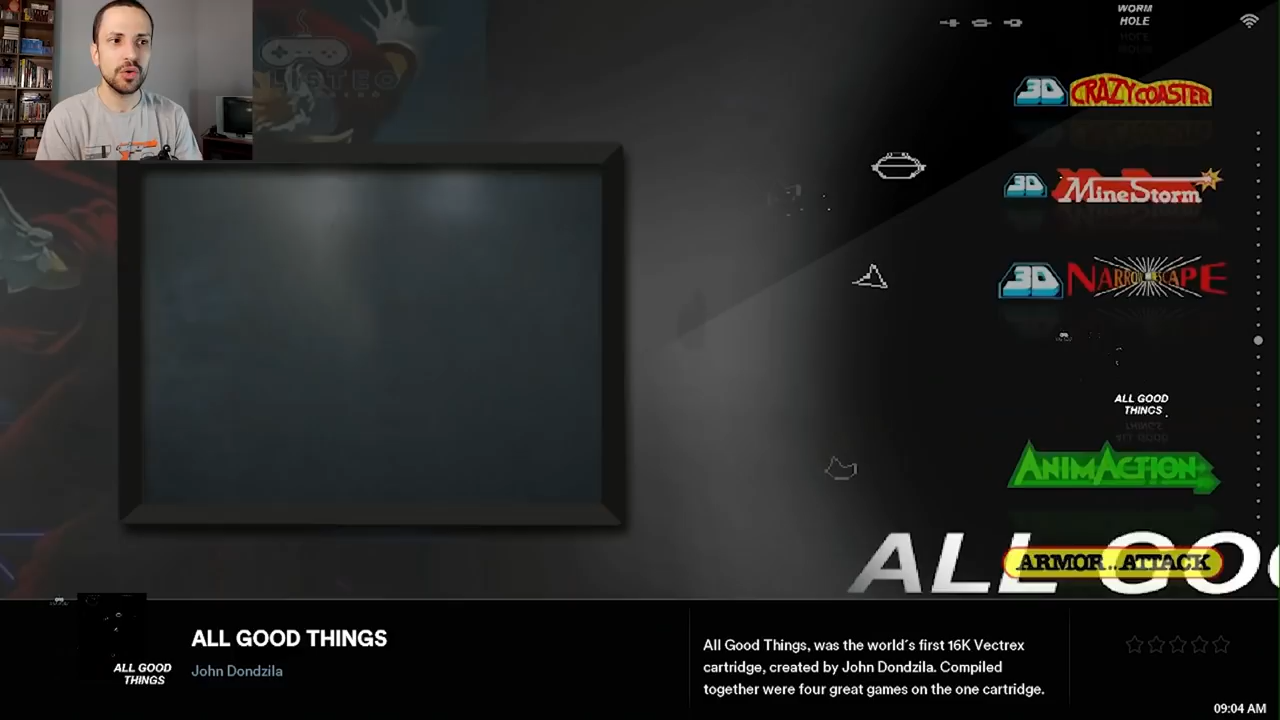 WORM
HOLE
3D CRAZY COASTER
3D MINESTORM
3D NARROW ESCAPE
ALL GOOD
THINGS
ANIMACTION
ALL GOO
ARMOR..ATTACK
ALL GOOD THINGS
John Dondzila
ALL GOOD
THINGS
All Good Things, was the world´s first 16K Vectrex
cartridge, created by John Dondzila. Compiled
together were four great games on the one cartridge.
09:04 AM